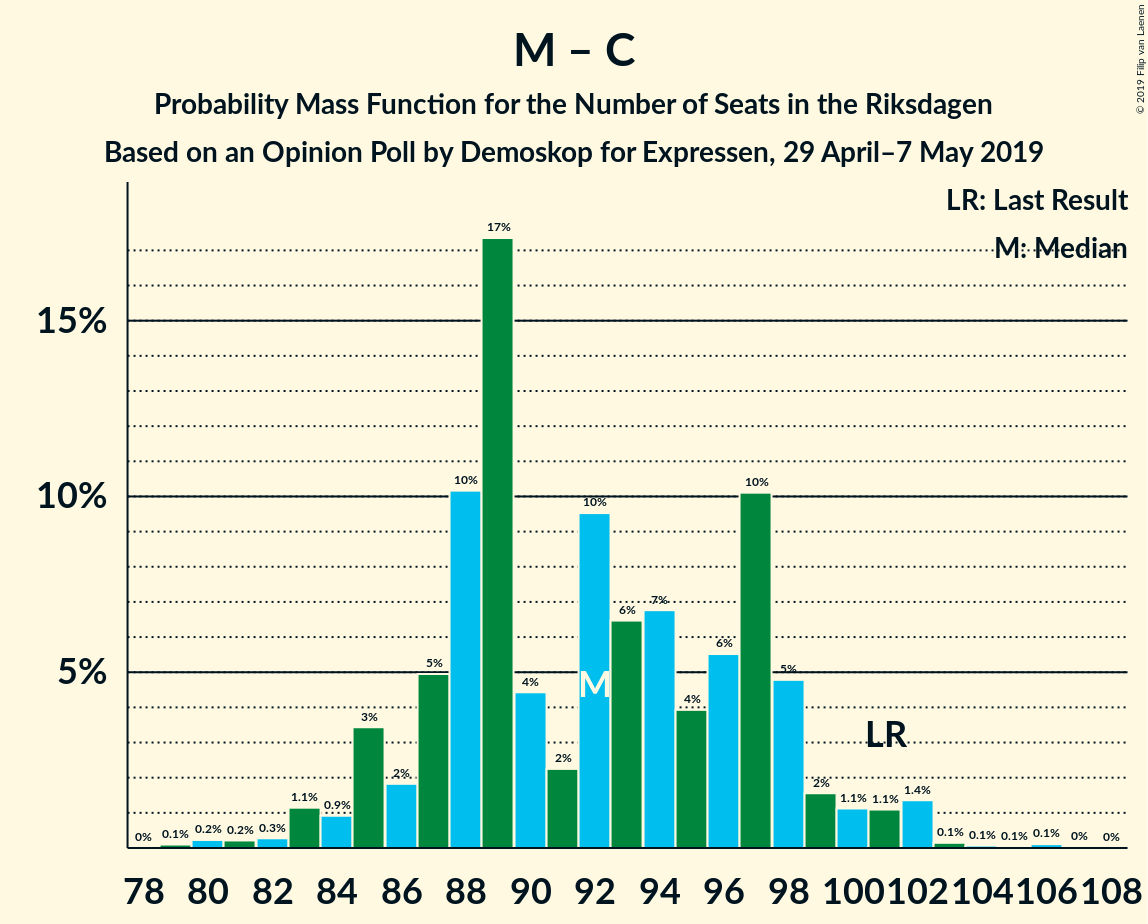 M – C
Probability Mass Function for the Number of Seats in the Riksdagen
Based on an Opinion Poll by Demoskop for Expressen, 29 April–7 May 2019
© 2019 Filip van Laenen
LR: Last Result
M: Median
15%
10%
5%
0% 0.1% 0.2% 0.2% 0.3% 1.1% 0.9% 3% 2% 5% 10% 17% 4% 2% 10% 6% 7% 4% 6% 10% 5% 2% 1.1% 1.1% 1.4% 0.1% 0.1% 0.1% 0.1% 0% 0%
M
LR
78 80 82 84 86 88 90 92 94 96 98 100 102 104 106 108